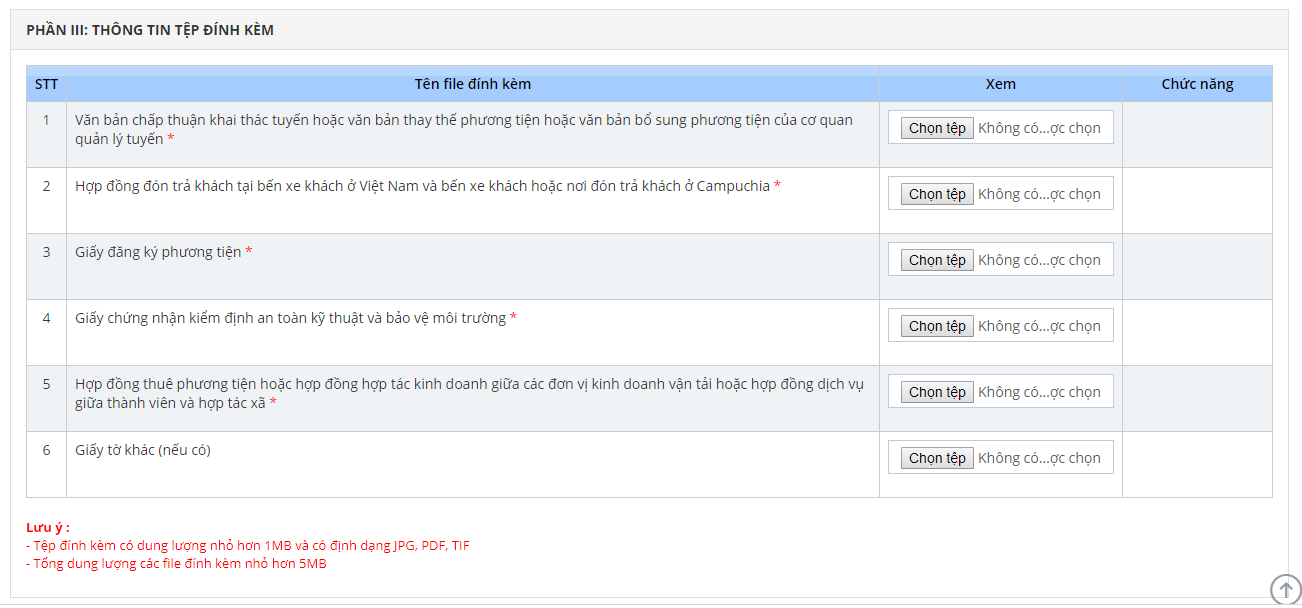 PHẦN III: THÔNG TIN TỆP ĐÍNH KÈM
STT Tên file đính kèm Xem Chức năng
1 Văn bản chấp thuận khai thác tuyến hoặc văn bản thay thế phương tiện hoặc văn bản bổ sung phương tiện của cơ quan
quản lý tuyến * Chọn tệp Không có...ợc chọn
2 Hợp đồng đón trả khách tại bến xe khách ở Việt Nam và bến xe khách hoặc nơi đón trả khách ở Campuchia * Chọn tệp Không có...ợc chọn
3 Giấy đăng ký phương tiện * Chọn tệp Không có...ợc chọn
4 Giấy chứng nhận kiểm định an toàn kỹ thuật và bảo vệ môi trường * Chọn tệp Không có...ợc chọn
5 Hợp đồng thuê phương tiện hoặc hợp đồng hợp tác kinh doanh giữa các đơn vị kinh doanh vận tải hoặc hợp đồng dịch vụ
giữa thành viên và hợp tác xã * Chọn tệp Không có...ợc chọn
6 Giấy tờ khác (nếu có) Chọn tệp Không có...ợc chọn
Lưu ý :
- Tệp đính kèm có dung lượng nhỏ hơn 1MB và có định dạng JPG, PDF, TIF
- Tổng dung lượng các file đính kèm nhỏ hơn 5MB